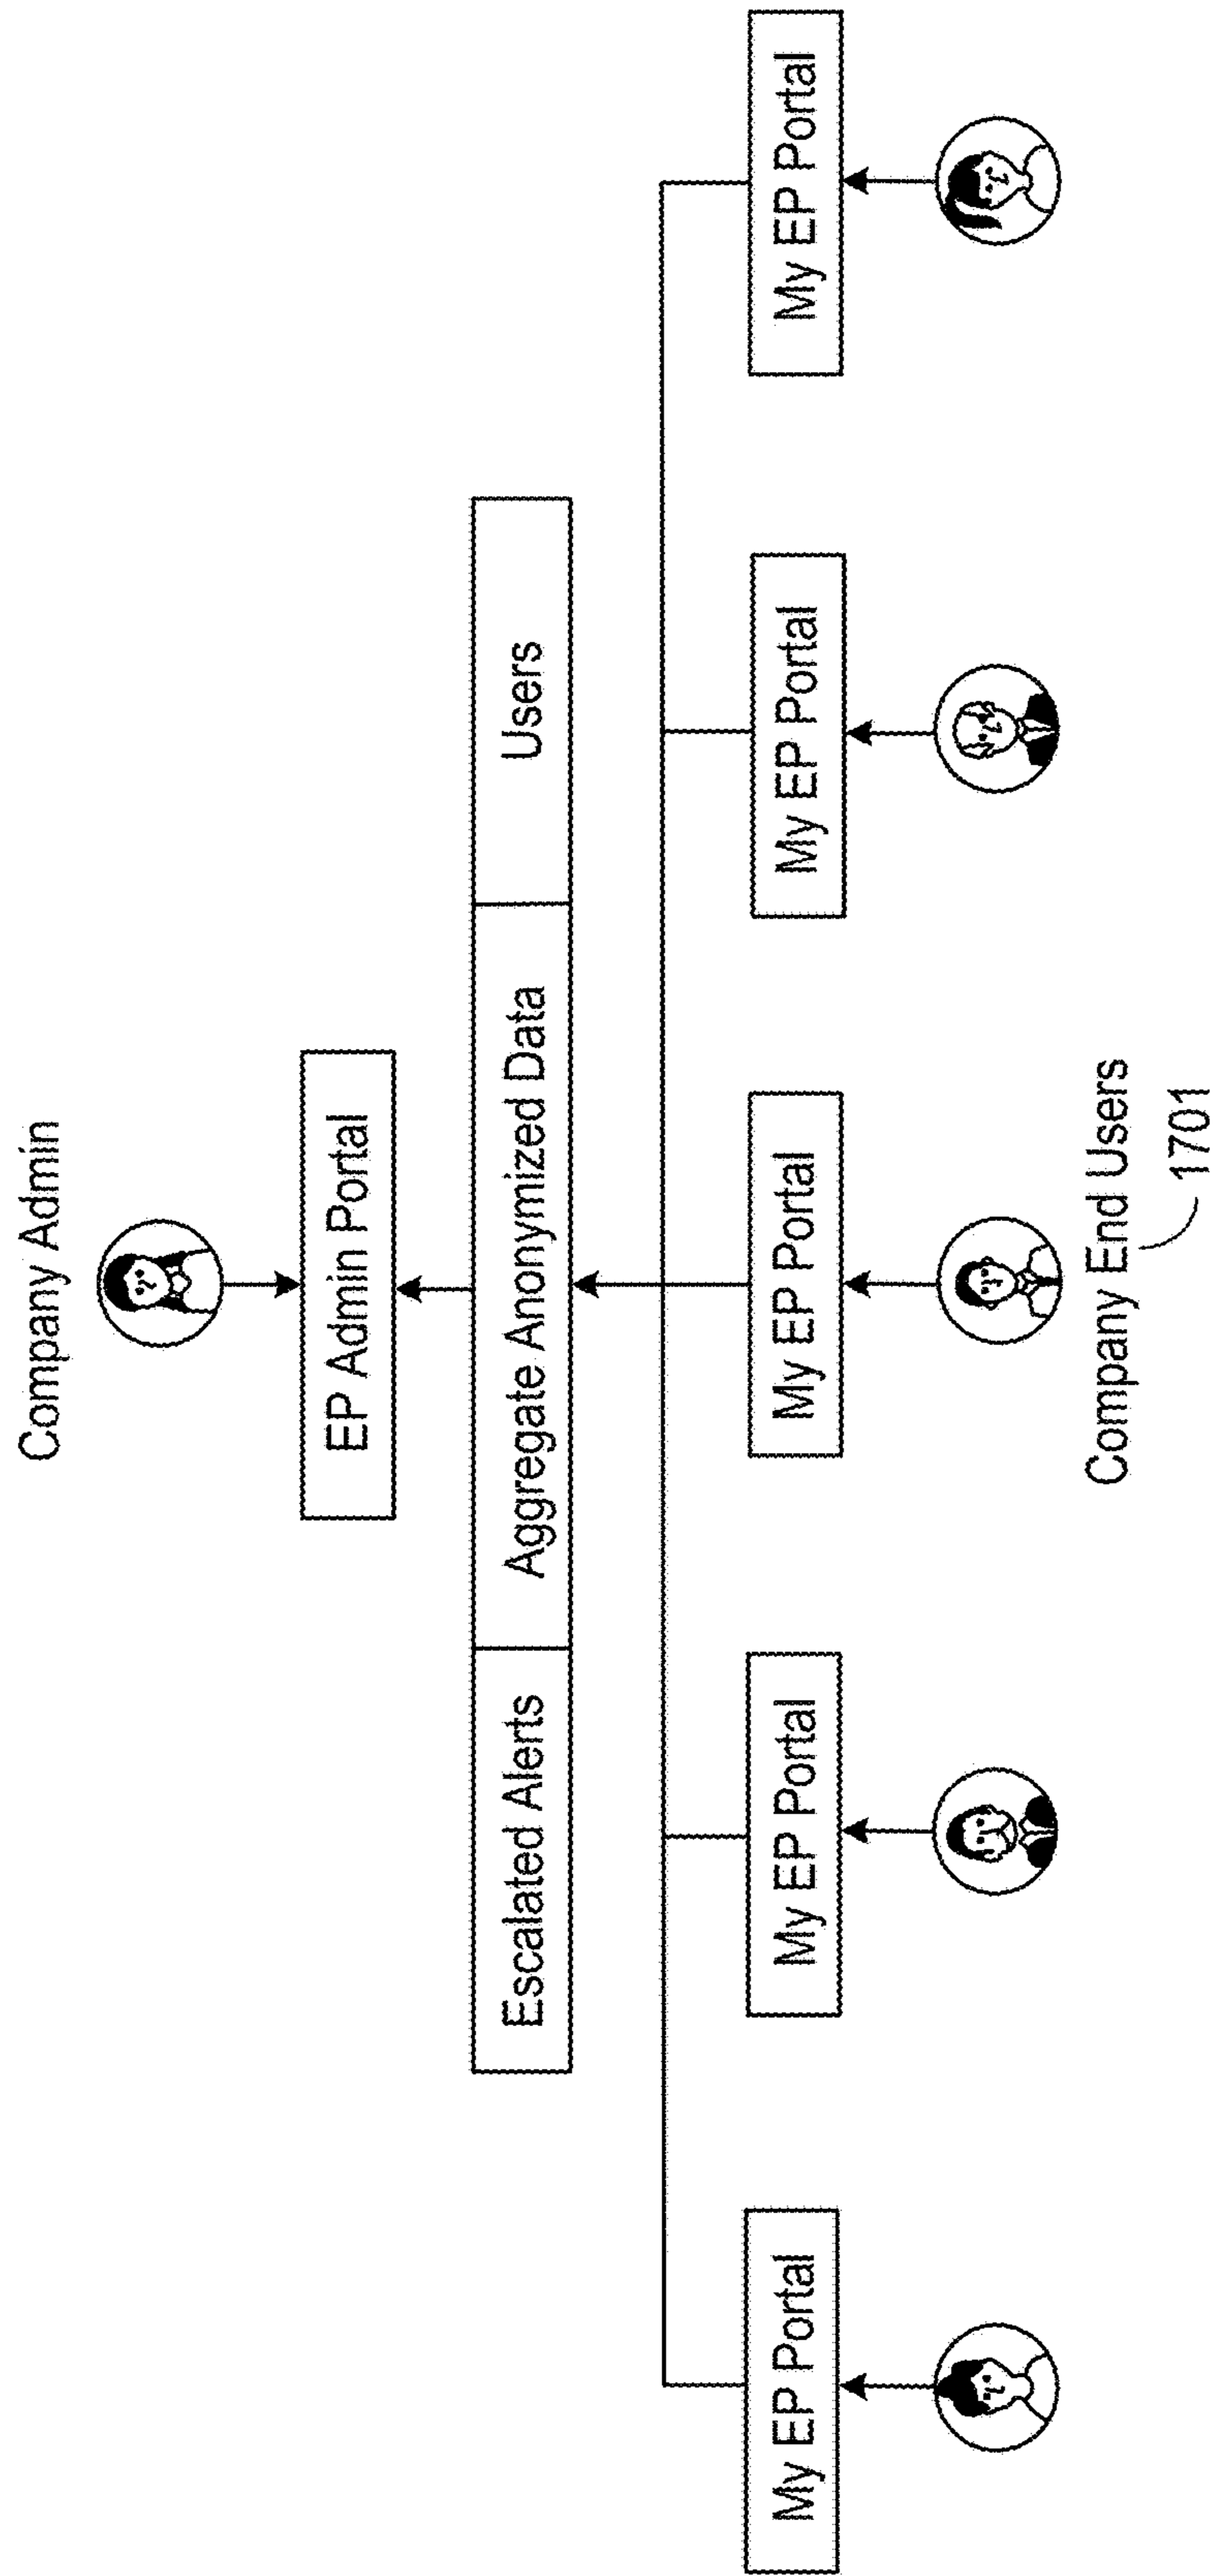 Company Admin
EP Admin Portal
Escalated Alerts
Aggregate Anonymized Data
Users
My EP Portal
My EP Portal
My EP Portal
My EP Portal
My EP Portal
Company End Users
1701